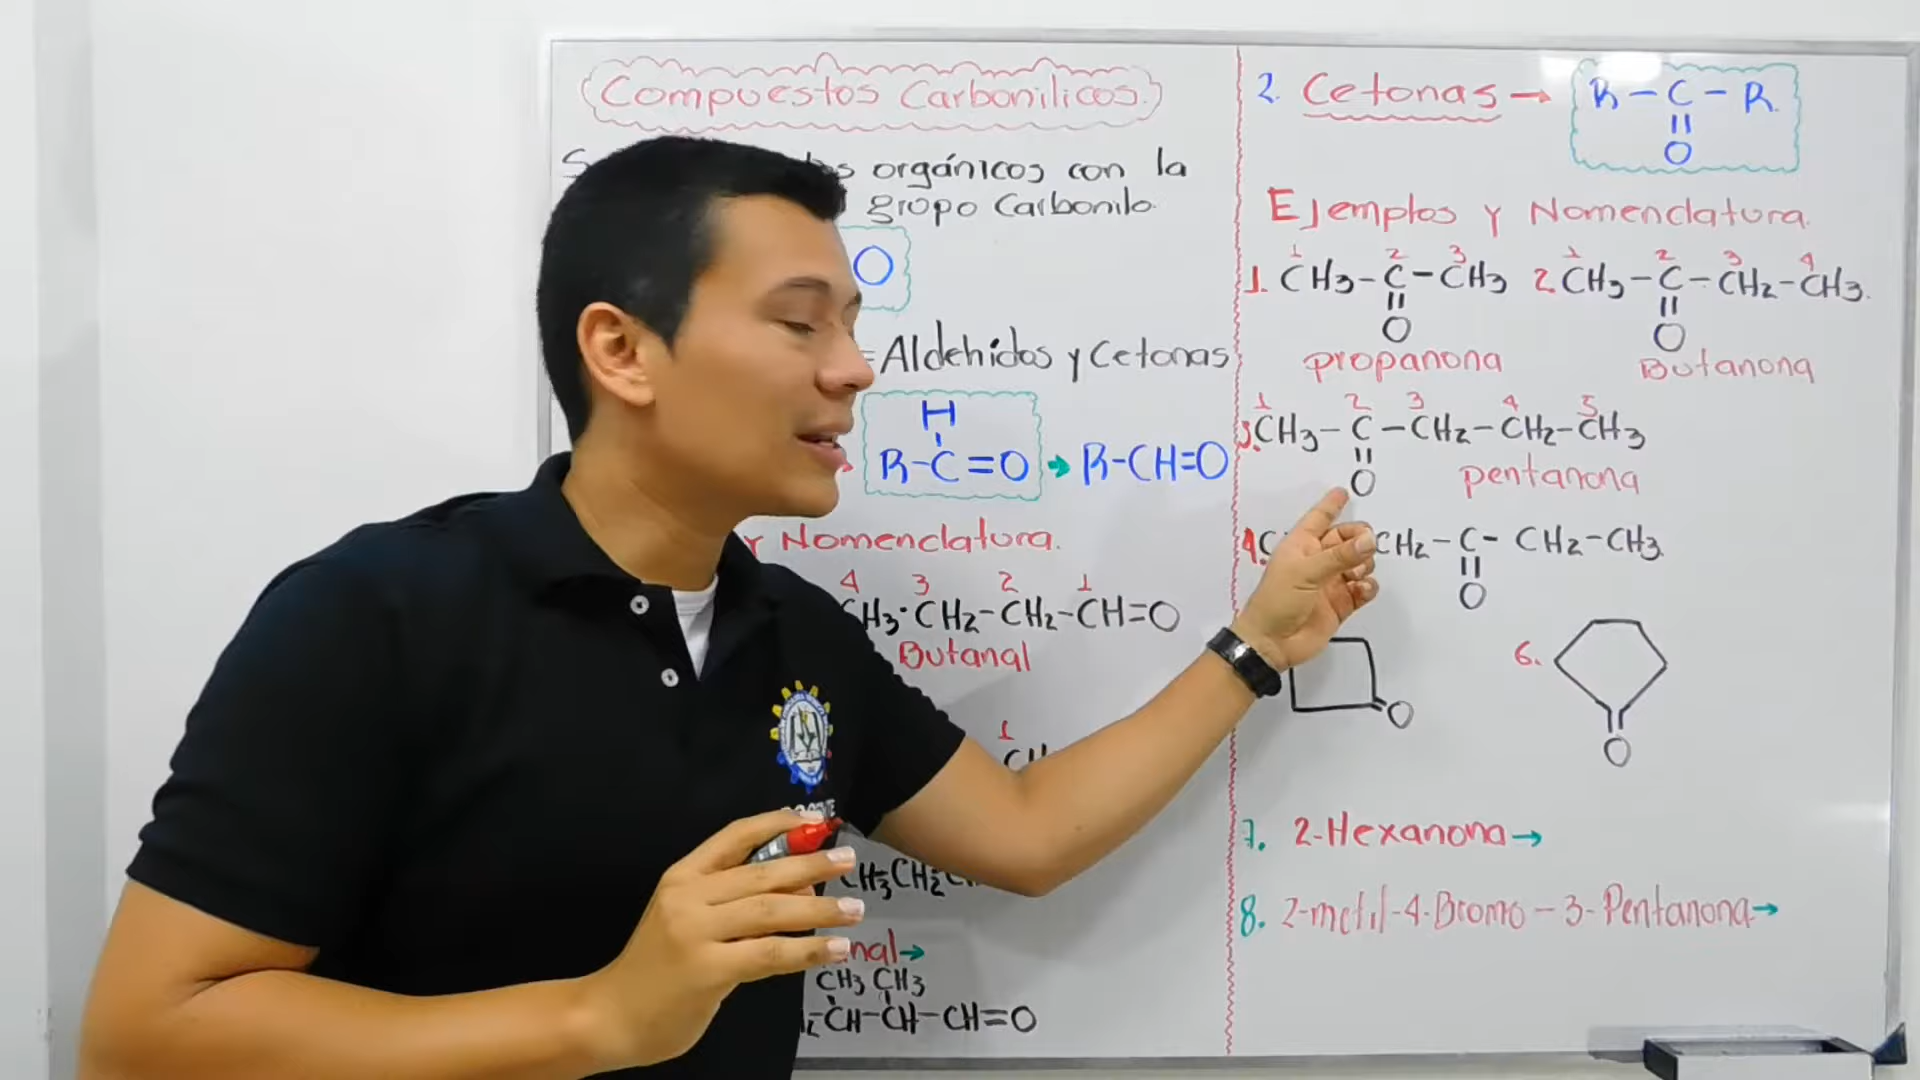 Compuestos Carbonilicos.
orgánicos con la
grupo Carbonilo.
O
= Aldehidos y Cetonas
H
R-C=O → R-CH=O
y Nomenclatura.
4 3 2 1
CH3-CH2-CH2-CH=O
Butanal
1
CH3CH2
anal→
CH3 CH3
-CH-CH-CH=O
2. Cetonas → R-C-R
O
Ejemplos y Nomenclatura.
1 2 3
1. CH3-C-CH3
O
propanona
1 2 3 4
2. CH3-C-CH2-CH3.
O
Butanona
1 2 3 4 5
3. CH3-C-CH2-CH2-CH3
O
pentanona
4. C CH2-C-CH2-CH3.
O
O
6.
O
7. 2-Hexanona→
8. 2-metil-4-Bromo-3-Pentanona→